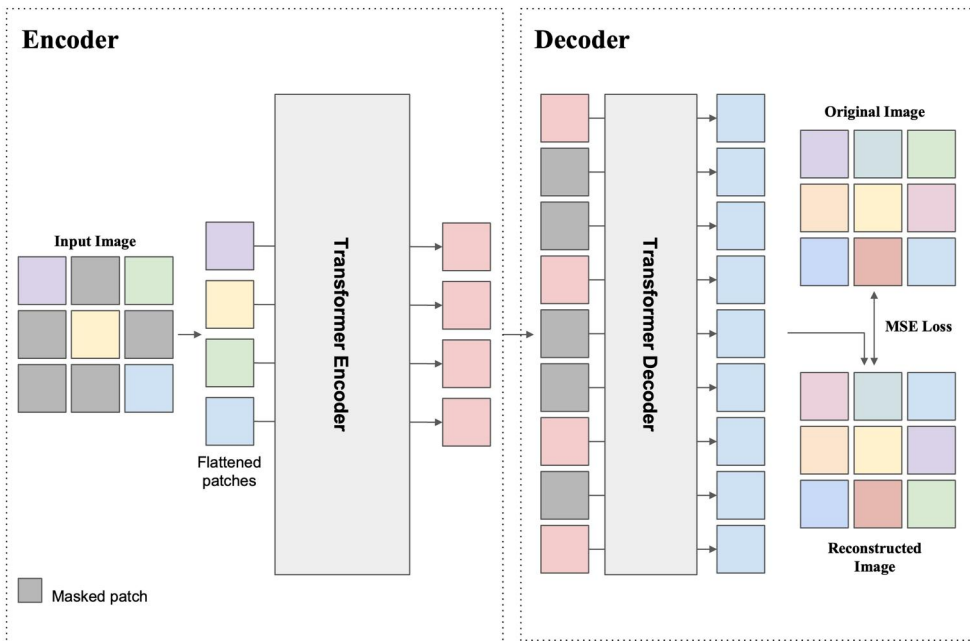 Encoder
Input Image
Flattened
patches
Transformer Encoder
Masked patch
Decoder
Transformer Decoder
Original Image
MSE Loss
Reconstructed
Image